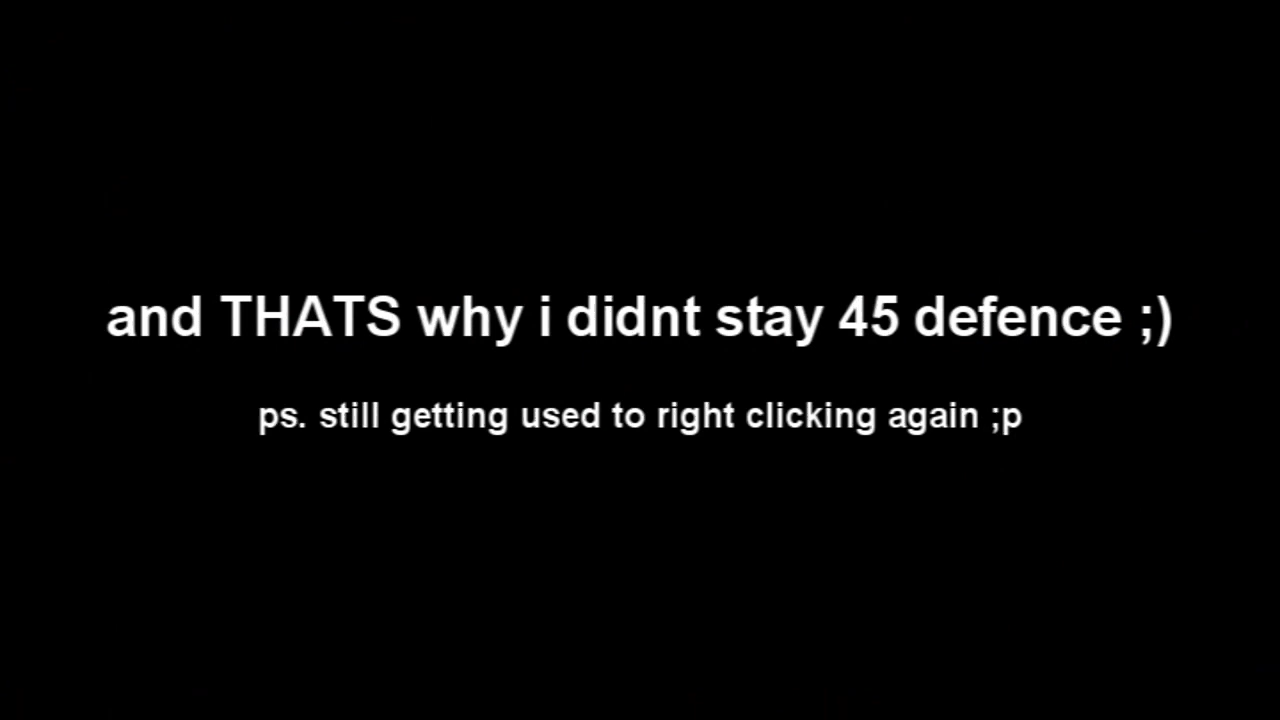 and THATS why i didnt stay 45 defence ;)
ps. still getting used to right clicking again ;p